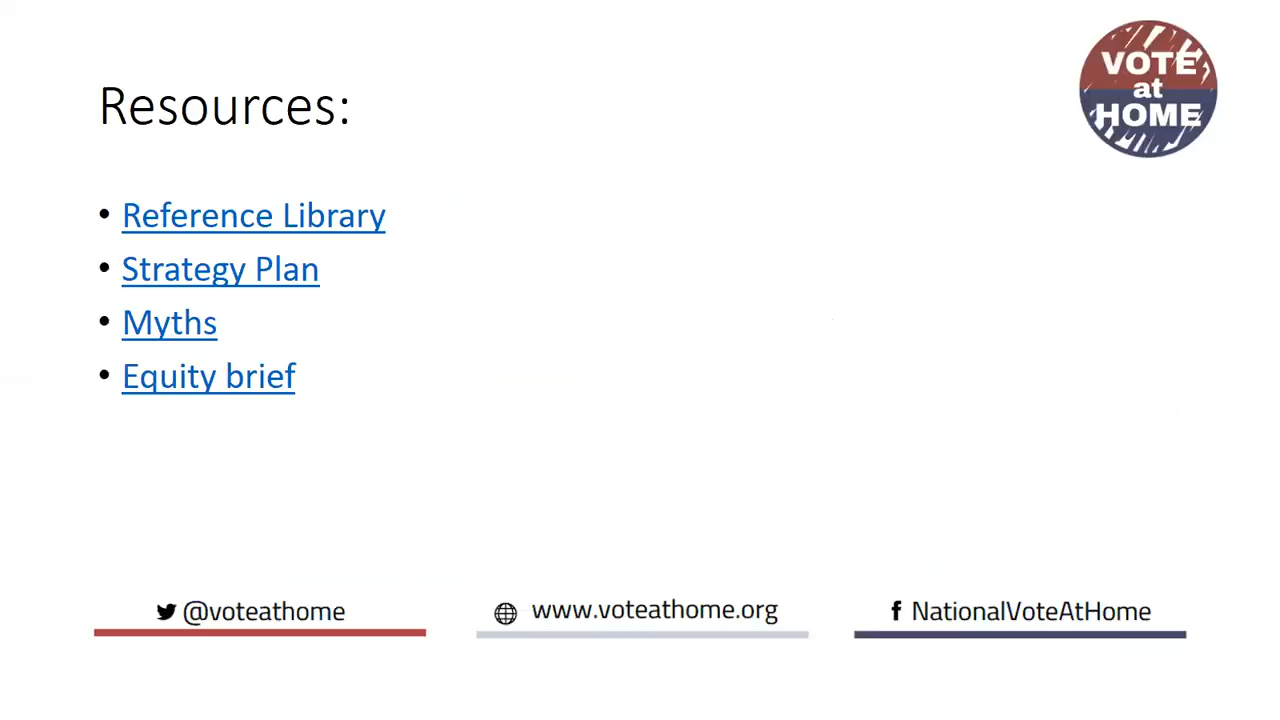 VOTE
at
HOME
Resources:
• Reference Library
• Strategy Plan
• Myths
• Equity brief
@voteathome
www.voteathome.org
NationalVoteAtHome